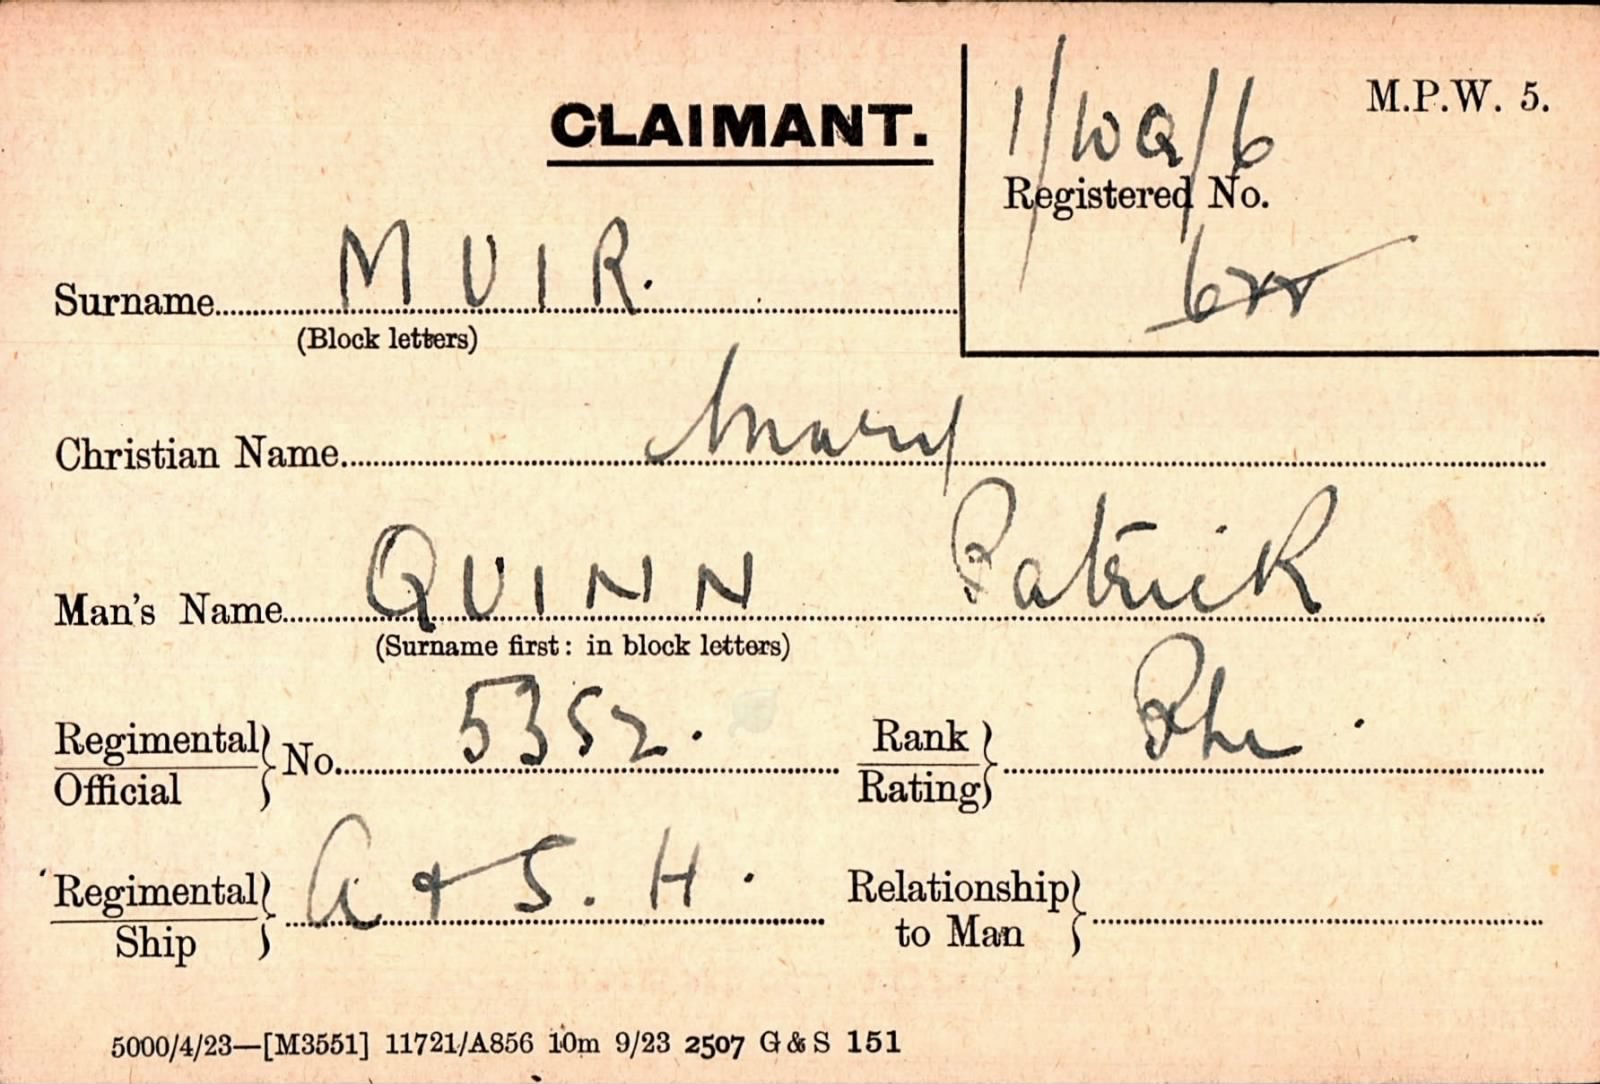 M.P.W. 5.
CLAIMANT.
1/WQ/6
Registered No.
Surname MUIR.
(Block letters)
Christian Name Mary
Man's Name QUINN Patrick
(Surname first: in block letters)
Regimental
Official No. 5352.
Rank
Rating Pte.
Regimental
Ship A & S. H.
Relationship
to Man
5000/4/23—[M3551] 11721/A856 10m 9/23 2507 G & S 151